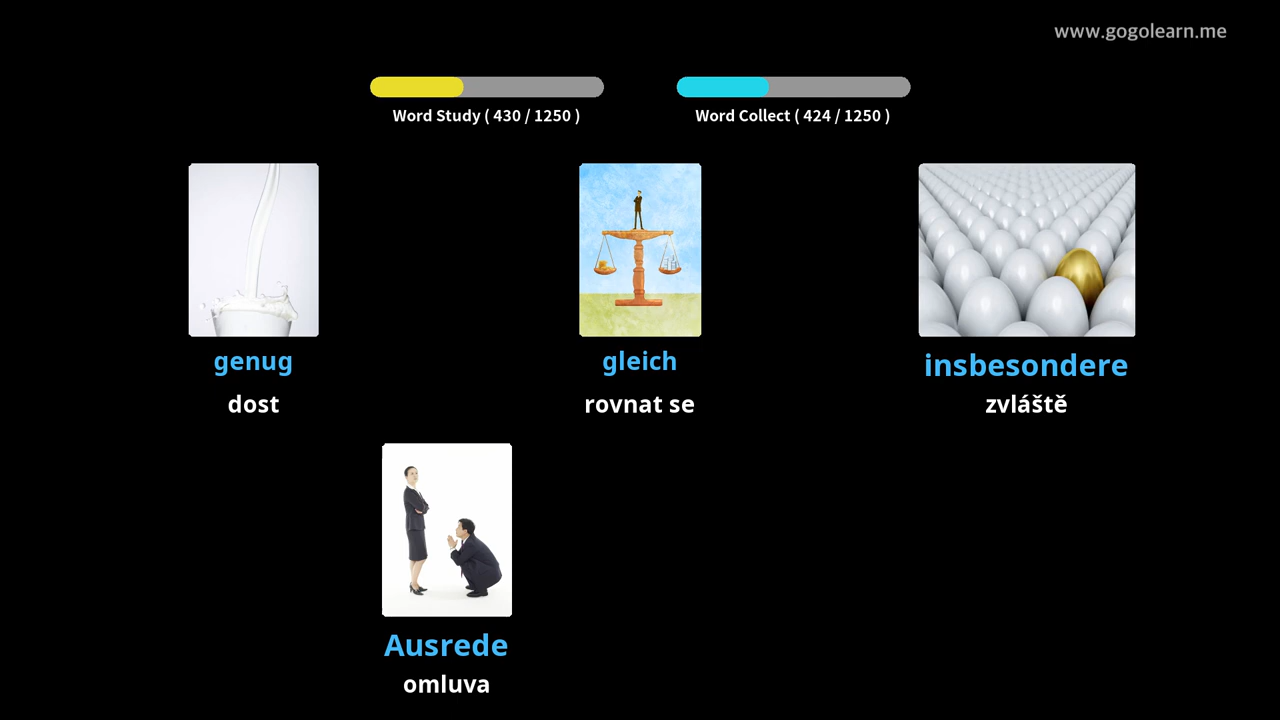 www.gogolearn.me
Word Study ( 430 / 1250 )
Word Collect ( 424 / 1250 )
genug
gleich
insbesondere
dost
rovnat se
zvláště
Ausrede
omluva